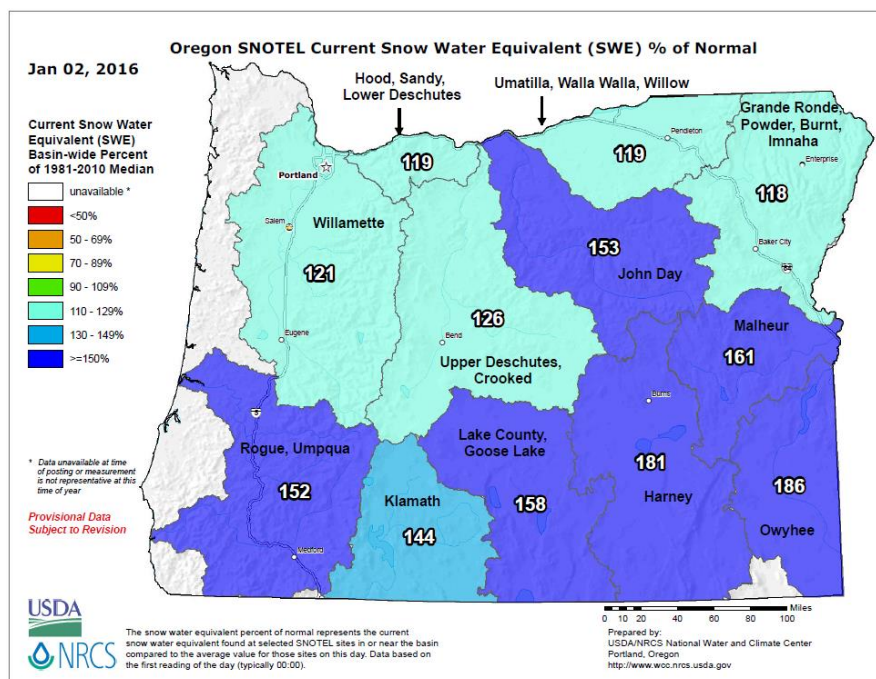 Oregon SNOTEL Current Snow Water Equivalent (SWE) % of Normal
Jan 02, 2016
Current Snow Water
Equivalent (SWE)
Basin-wide Percent
of 1981-2010 Median
unavailable *
<50%
50 - 69%
70 - 89%
90 - 109%
110 - 129%
130 - 149%
>=150%
* Data unavailable at time
of posting or measurement
is not representative at this
time of year
Provisional Data
Subject to Revision
Hood, Sandy,
Lower Deschutes
119
Umatilla, Walla Walla, Willow
Pendleton
119
Grande Ronde,
Powder, Burnt,
Imnaha
Enterprise
118
Baker City
84
Portland
Salem
Willamette
121
Eugene
153
John Day
126
Bend
Upper Deschutes,
Crooked
Malheur
161
5
Rogue, Umpqua
152
Medford
Klamath
144
Lake County,
Goose Lake
158
Burns
181
Harney
186
Owyhee
0 10 20 40 60 80 100
Miles
USDA
NRCS
The snow water equivalent percent of normal represents the current
snow water equivalent found at selected SNOTEL sites in or near the basin
compared to the average value for those sites on this day. Data based on
the first reading of the day (typically 00:00).
Prepared by:
USDA/NRCS National Water and Climate Center
Portland, Oregon
http://www.wcc.nrcs.usda.gov